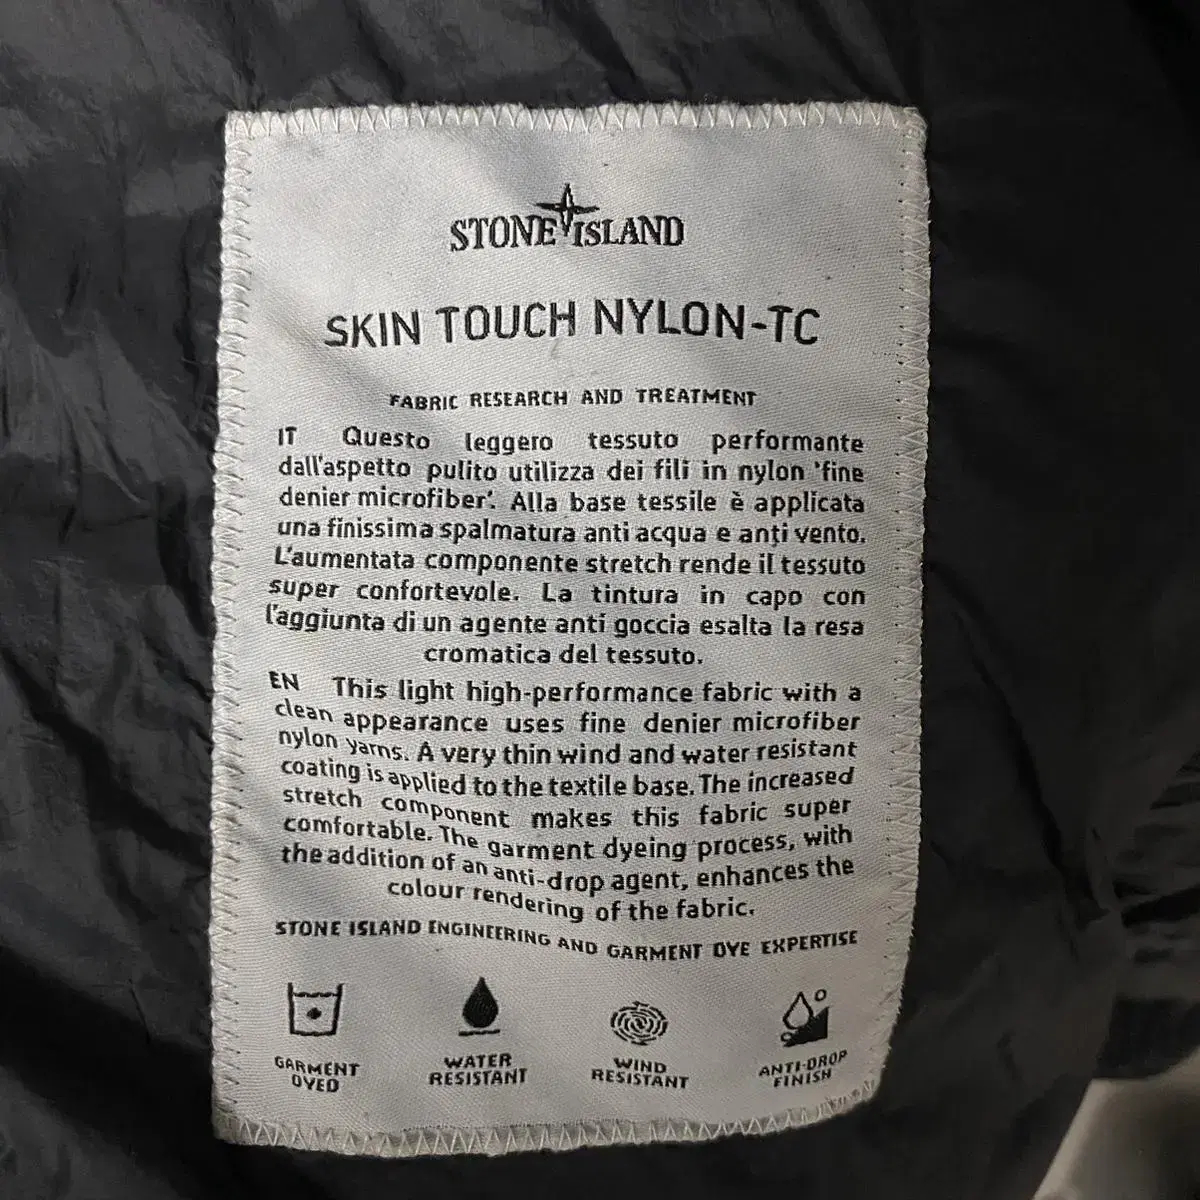 STONE ISLAND
SKIN TOUCH NYLON-TC
FABRIC RESEARCH AND TREATMENT
IT Questo leggero tessuto performante
dall'aspetto pulito utilizza dei fili in nylon 'fine
denier microfiber'. Alla base tessile è applicata
una finissima spalmatura anti acqua e anti vento.
L'aumentata componente stretch rende il tessuto
super confortevole. La tintura in capo con
l'aggiunta di un agente anti goccia esalta la resa
cromatica del tessuto.
EN This light high-performance fabric with a
clean appearance uses fine denier microfiber
nylon yarns. A very thin wind and water resistant
coating is applied to the textile base. The increased
stretch component makes this fabric super
comfortable. The garment dyeing process, with
the addition of an anti-drop agent, enhances the
colour rendering of the fabric.
STONE ISLAND ENGINEERING AND GARMENT DYE EXPERTISE
GARMENT
DYED
WATER
RESISTANT
WIND
RESISTANT
ANTI-DROP
FINISH